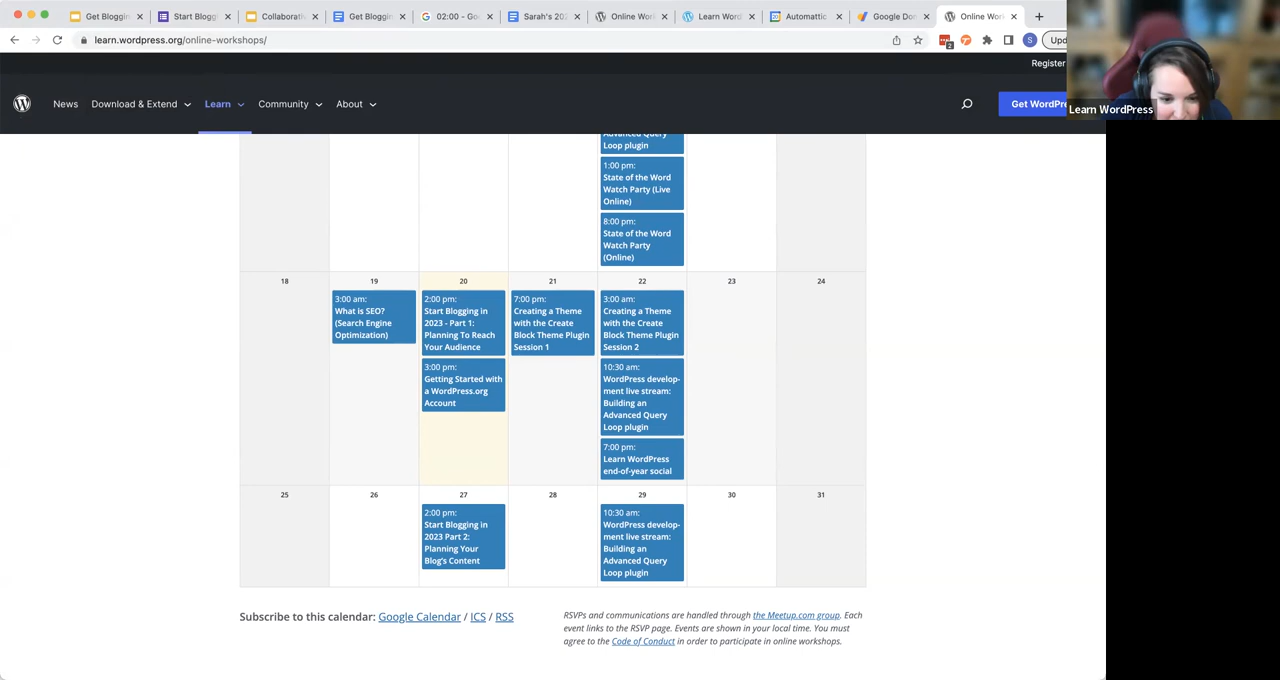 Get Bloggin
Start Blogg
Collaborati
Get Bloggin
02:00 - Go
Sarah's 202
Online Wor
Learn Word
Automattic
Google Do
Online Wor
learn.wordpress.org/online-workshops/
2
S
Upd
Register
News Download & Extend Learn Community About
Get WordPre
Learn WordPress
Advanced Query
Loop plugin
1:00 pm:
State of the Word
Watch Party (Live
Online)
8:00 pm:
State of the Word
Watch Party
(Online)
18 19 20 21 22 23 24
3:00 am:
What is SEO?
(Search Engine
Optimization)
2:00 pm:
Start Blogging in
2023 - Part 1:
Planning To Reach
Your Audience
3:00 pm:
Getting Started with
a WordPress.org
Account
7:00 pm:
Creating a Theme
with the Create
Block Theme Plugin
Session 1
3:00 am:
Creating a Theme
with the Create
Block Theme Plugin
Session 2
10:30 am:
WordPress develop-
ment live stream:
Building an
Advanced Query
Loop plugin
7:00 pm:
Learn WordPress
end-of-year social
25 26 27 28 29 30 31
2:00 pm:
Start Blogging in
2023 Part 2:
Planning Your
Blog's Content
10:30 am:
WordPress develop-
ment live stream:
Building an
Advanced Query
Loop plugin
Subscribe to this calendar: Google Calendar / ICS / RSS
RSVPs and communications are handled through the Meetup.com group. Each
event links to the RSVP page. Events are shown in your local time. You must
agree to the Code of Conduct in order to participate in online workshops.